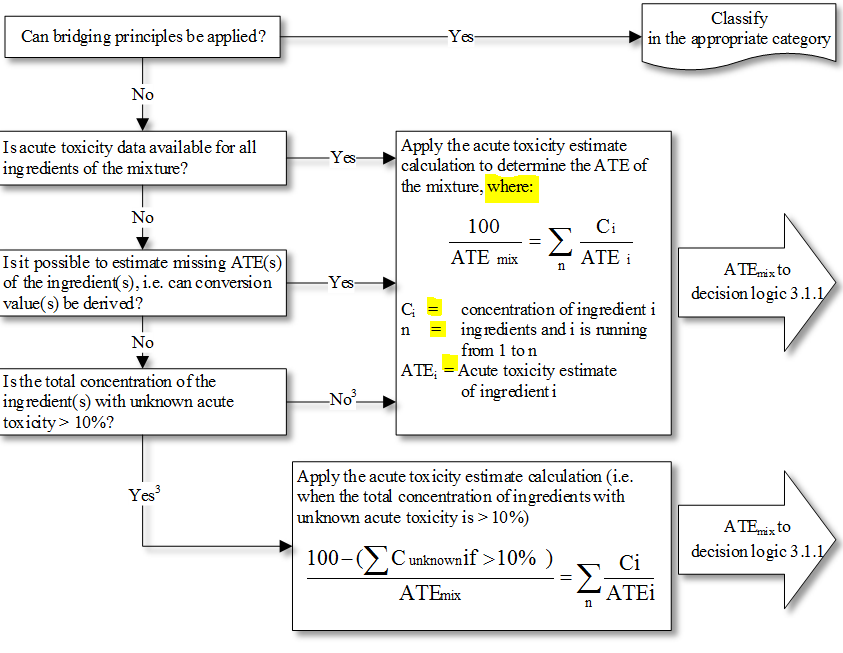 Can bridging principles be applied?
Yes
Classify
in the appropriate category
No
Is acute toxicity data available for all
ingredients of the mixture?
Yes
Apply the acute toxicity estimate
calculation to determine the ATE of
the mixture, where:
100 / ATE mix = ∑ n Ci / ATE i
Ci = concentration of ingredient i
n = ingredients and i is running
from 1 to n
ATEi = Acute toxicity estimate
of ingredient i
ATEmix to
decision logic 3.1.1
No
Is it possible to estimate missing ATE(s)
of the ingredient(s), i.e. can conversion
value(s) be derived?
Yes
No
Is the total concentration of the
ingredient(s) with unknown acute
toxicity > 10%?
No³
Yes³
Apply the acute toxicity estimate calculation (i.e.
when the total concentration of ingredients with
unknown acute toxicity is > 10%)
100 – (∑ C unknown if >10% ) / ATEmix = ∑ n Ci / ATEi
ATEmix to
decision logic 3.1.1